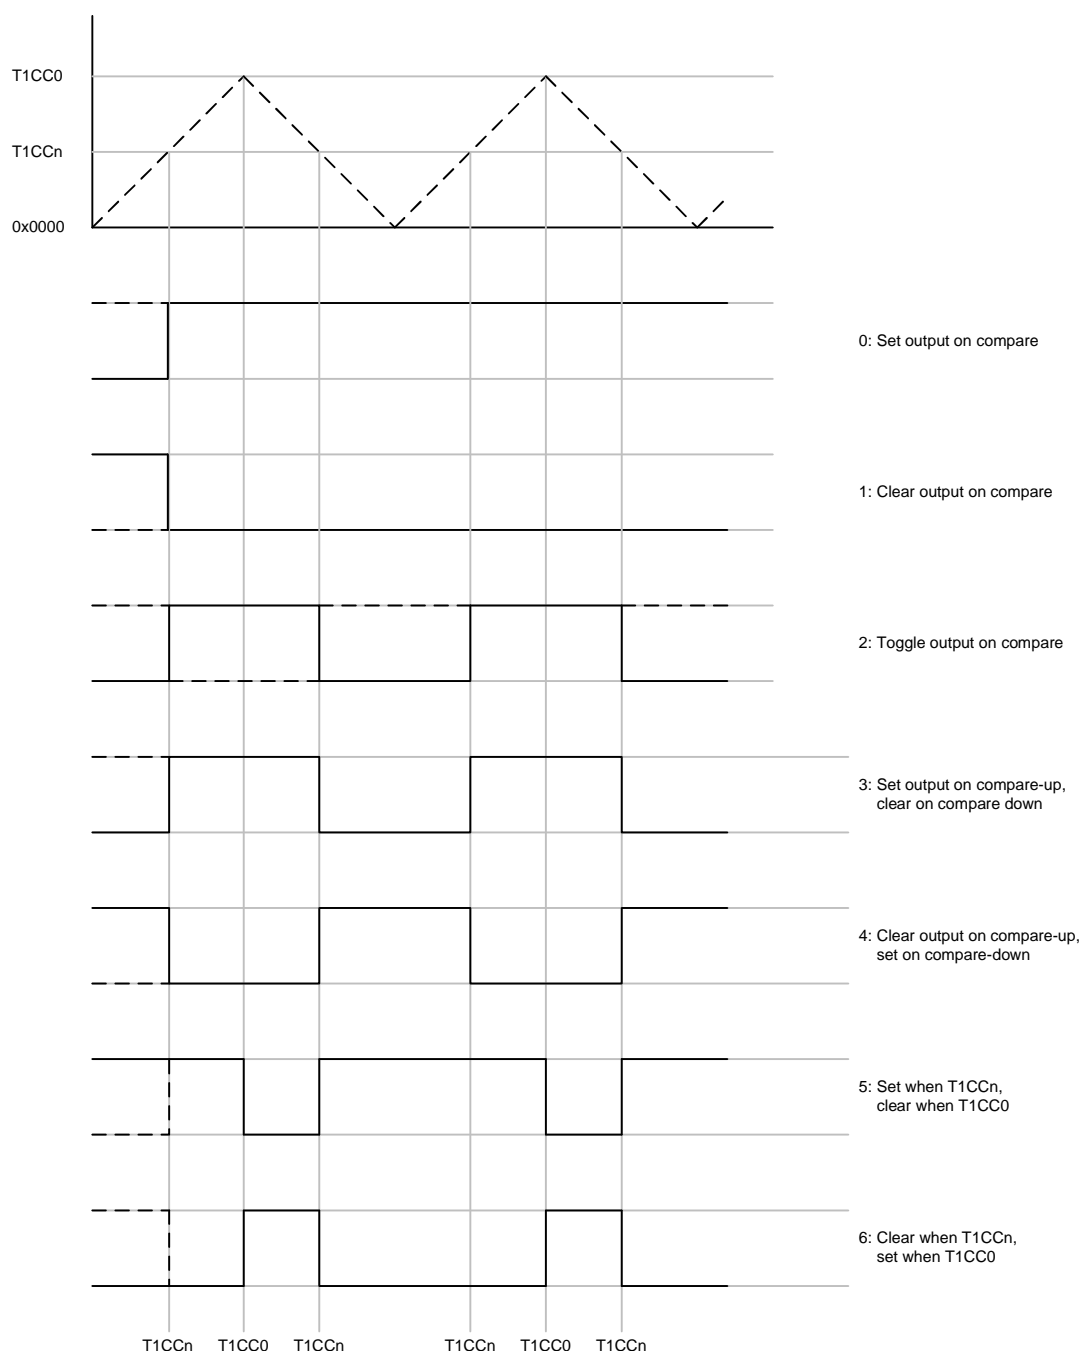 T1CC0
T1CCn
0x0000
0: Set output on compare
1: Clear output on compare
2: Toggle output on compare
3: Set output on compare-up,
clear on compare down
4: Clear output on compare-up,
set on compare-down
5: Set when T1CCn,
clear when T1CC0
6: Clear when T1CCn,
set when T1CC0
T1CCn T1CC0 T1CCn T1CCn T1CC0 T1CCn